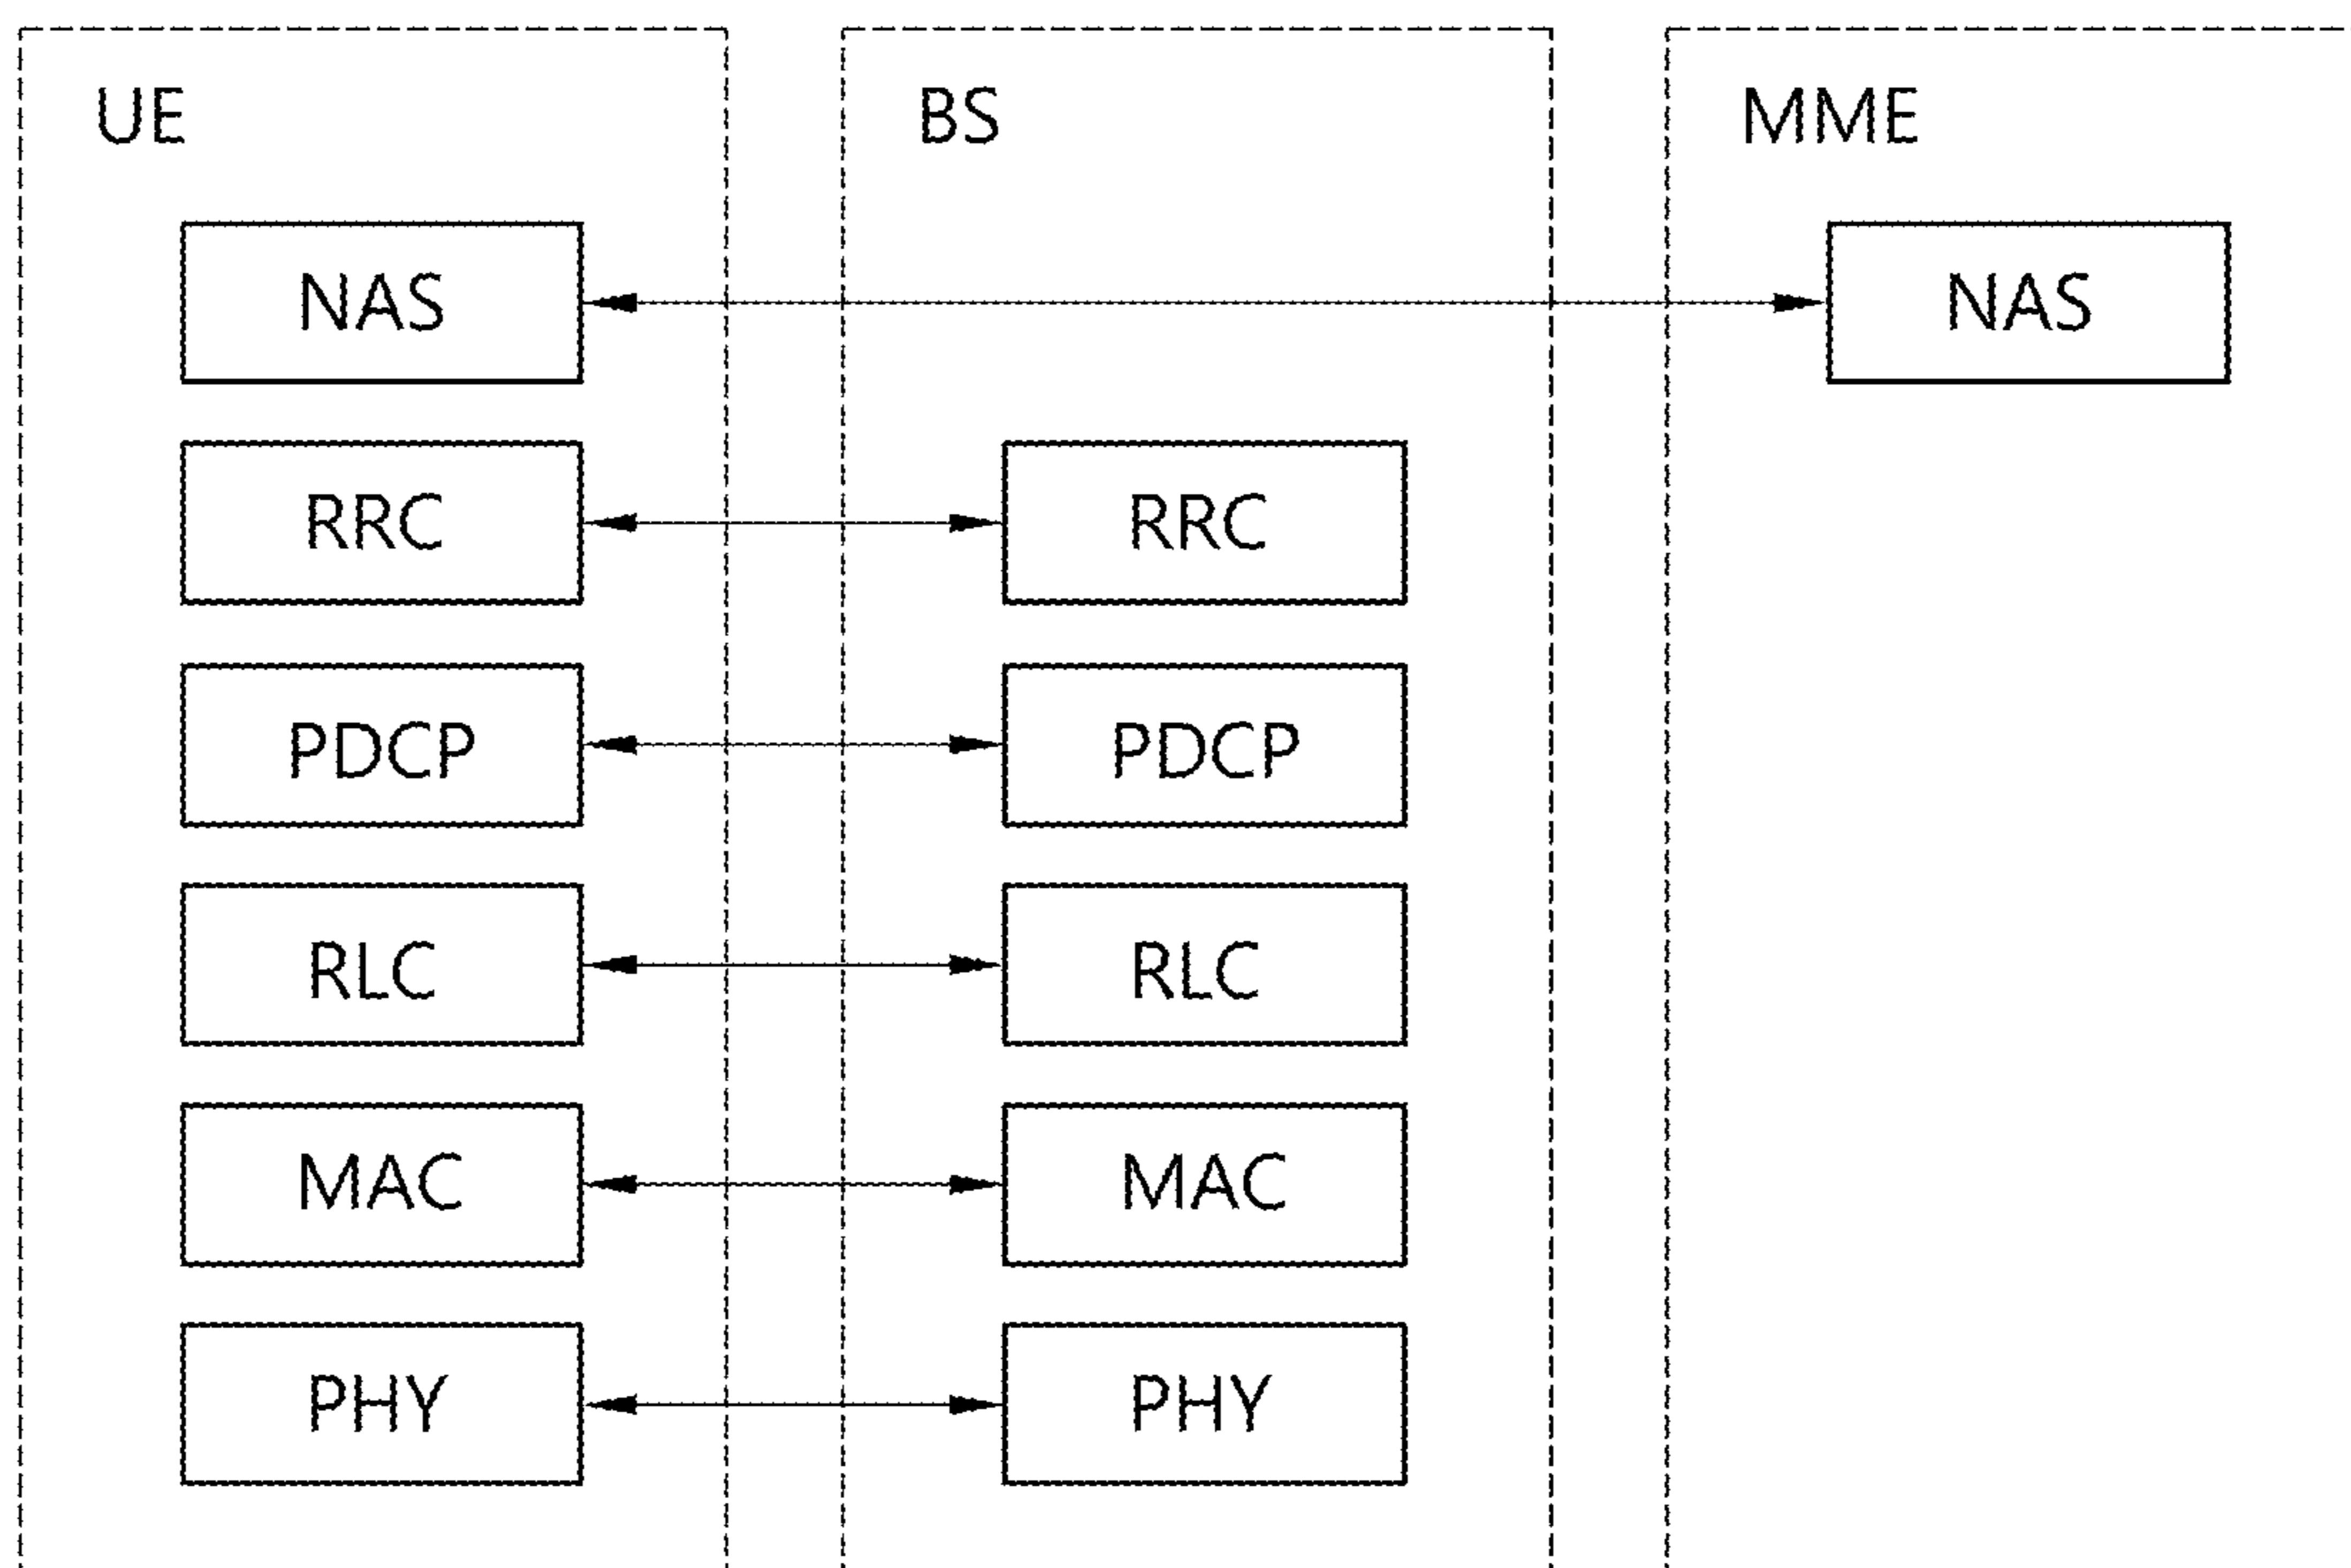 UE BS MME
NAS NAS
RRC RRC
PDCP PDCP
RLC RLC
MAC MAC
PHY PHY